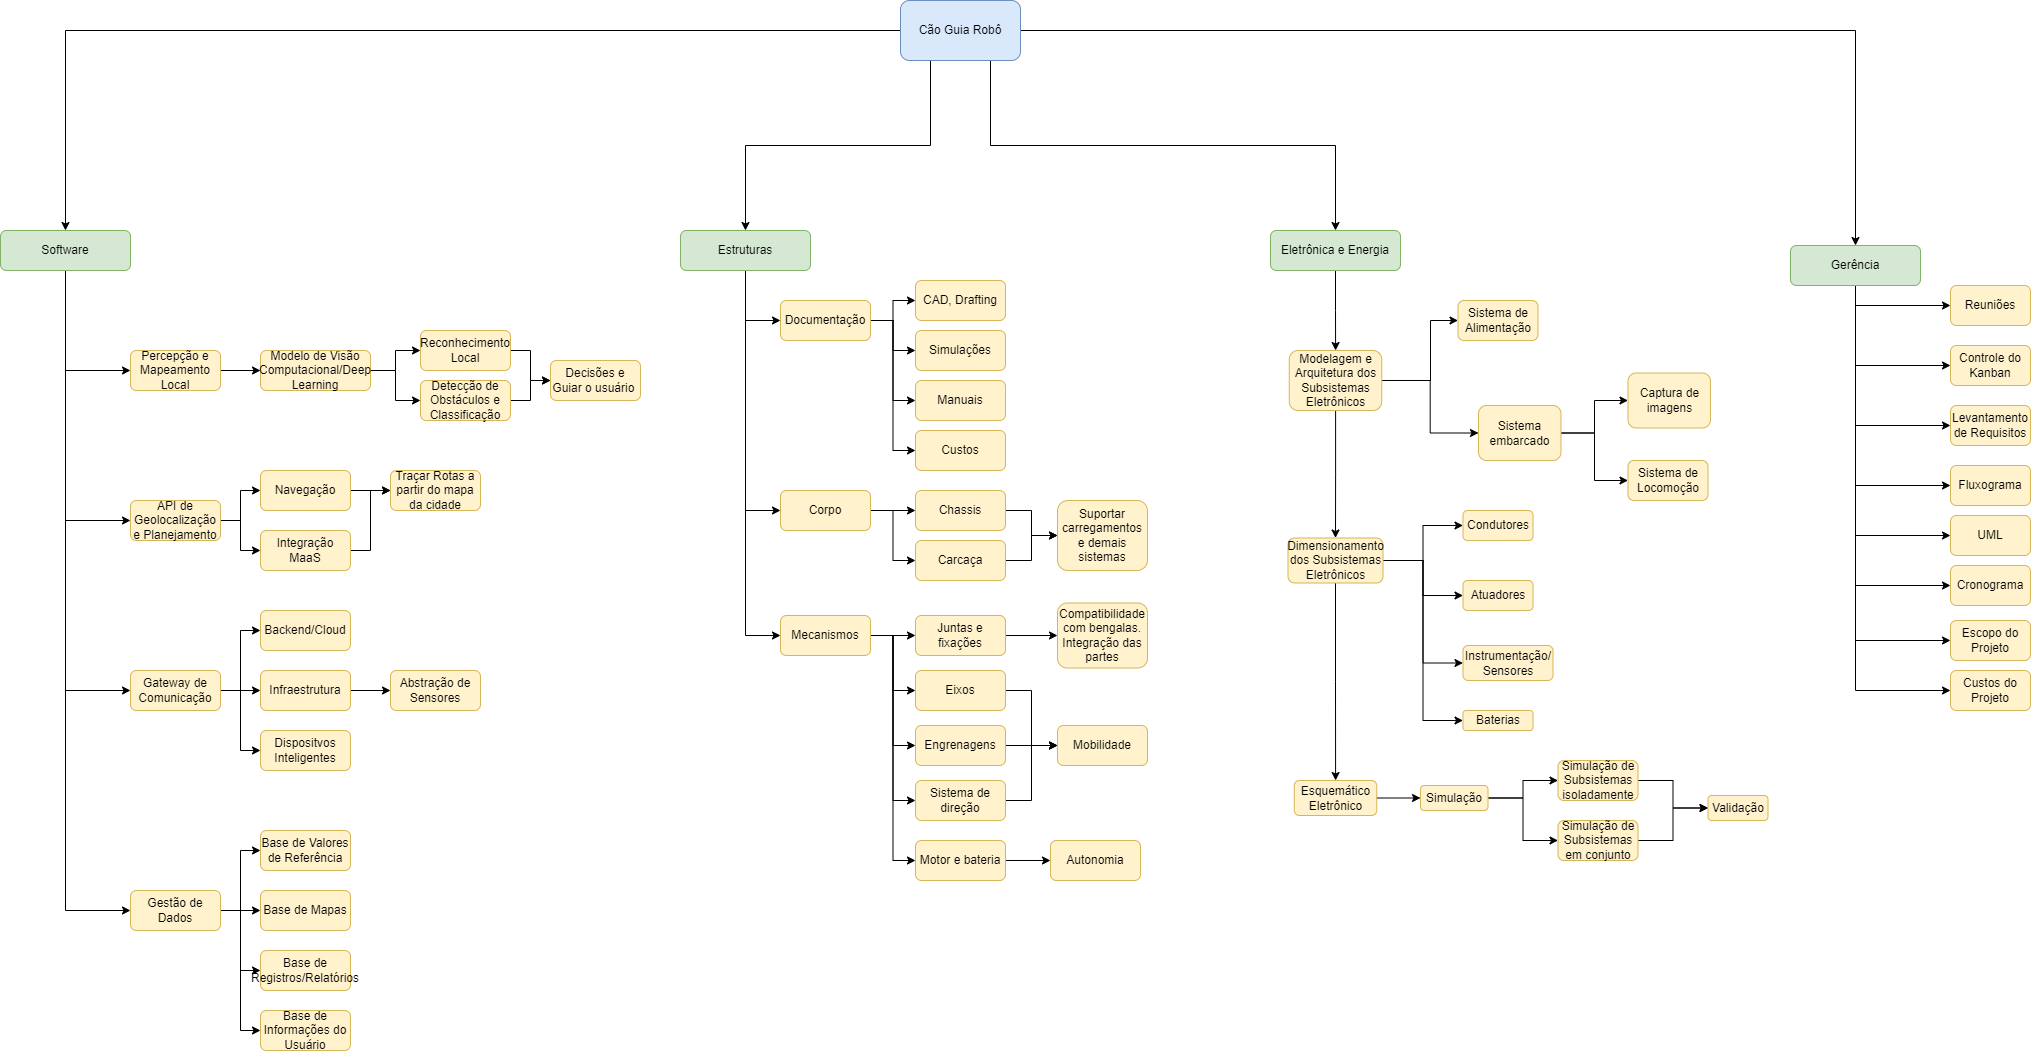 Cão Guia Robô
Software
Percepção e
Mapeamento
Local
Modelo de Visão
Computacional/Deep
Learning
Reconhecimento
Local
Detecção de
Obstáculos e
Classificação
Decisões e
Guiar o usuário
API de
Geolocalização
e Planejamento
Navegação
Integração
MaaS
Traçar Rotas a
partir do mapa
da cidade
Gateway de
Comunicação
Backend/Cloud
Infraestrutura
Abstração de
Sensores
Dispositvos
Inteligentes
Gestão de
Dados
Base de Valores
de Referência
Base de Mapas
Base de
Registros/Relatórios
Base de
Informações do
Usuário
Estruturas
Documentação
CAD, Drafting
Simulações
Manuais
Custos
Corpo
Chassis
Carcaça
Suportar
carregamentos
e demais
sistemas
Mecanismos
Juntas e
fixações
Compatibilidade
com bengalas.
Integração das
partes
Eixos
Engrenagens
Sistema de
direção
Mobilidade
Motor e bateria
Autonomia
Eletrônica e Energia
Modelagem e
Arquitetura dos
Subsistemas
Eletrônicos
Sistema de
Alimentação
Sistema
embarcado
Captura de
imagens
Sistema de
Locomoção
Dimensionamento
dos Subsistemas
Eletrônicos
Condutores
Atuadores
Instrumentação/
Sensores
Baterias
Esquemático
Eletrônico
Simulação
Simulação de
Subsistemas
isoladamente
Simulação de
Subsistemas
em conjunto
Validação
Gerência
Reuniões
Controle do
Kanban
Levantamento
de Requisitos
Fluxograma
UML
Cronograma
Escopo do
Projeto
Custos do
Projeto